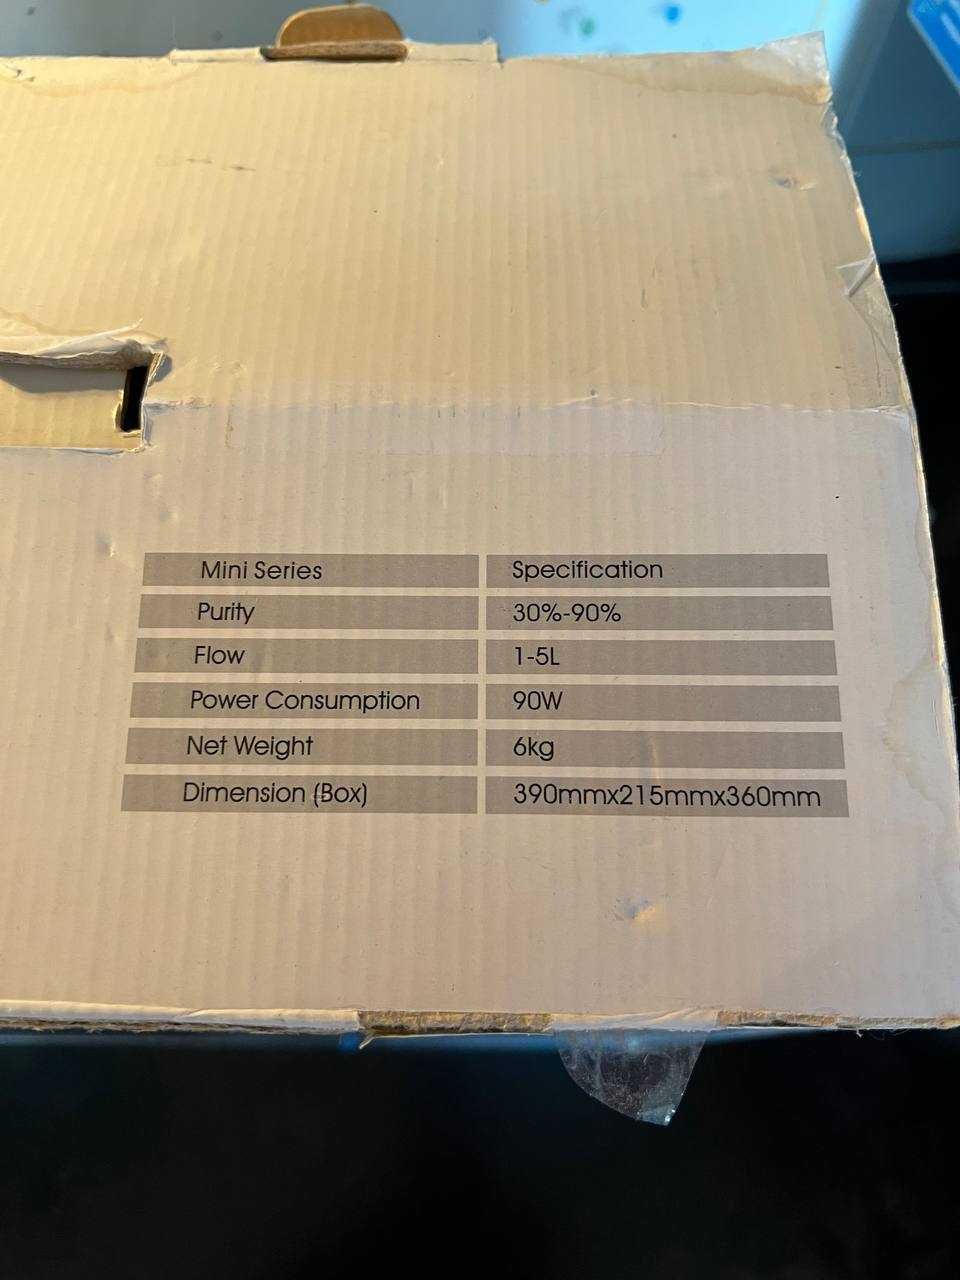 Mini Series Specification
Purity 30%-90%
Flow 1-5L
Power Consumption 90W
Net Weight 6kg
Dimension (Box) 390mmx215mmx360mm